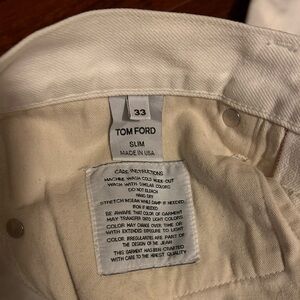 33
TOM FORD
SLIM
MADE IN USA
CARE INSTRUCTIONS
MACHINE WASH COLD INSIDE-OUT
WASH WITH SIMILAR COLORS
DO NOT BLEACH
HANG DRY
STRETCH INSEAM WHILE DAMP IF NEEDED
IRON IF NEEDED
BE AWARE THAT COLOR OF GARMENT
MAY TRANSFER ONTO LIGHT COLORS
COLOR MAY CHANGE OVER TIME OR
WITH EXTENDED EXPOSURE TO LIGHT
COLOR IRREGULARITIES ARE PART OF
THE DESIGN OF THE JEAN
THIS GARMENT HAS BEEN CRAFTED
WITH CARE TO THE HIGHEST QUALITY